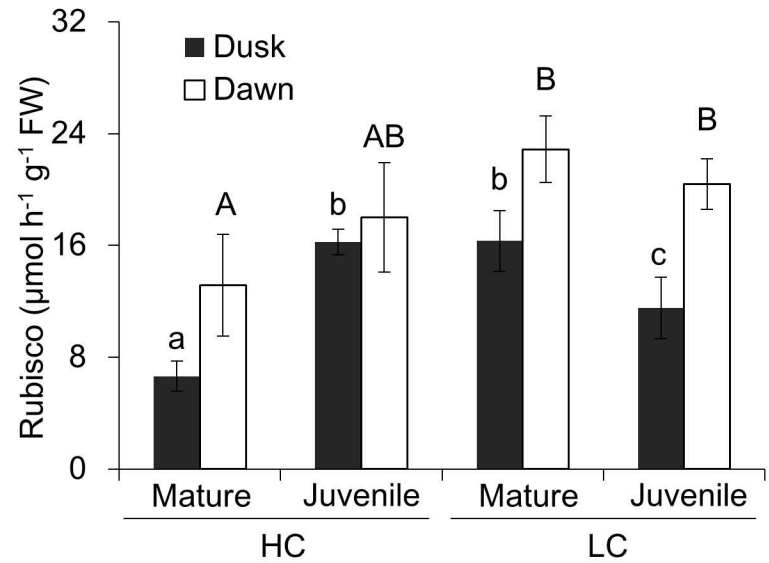 Rubisco (µmol h-1 g-1 FW)
32
24
16
8
0
Dusk
Dawn
a
A
b
AB
b
B
c
B
Mature
Juvenile
Mature
Juvenile
HC
LC